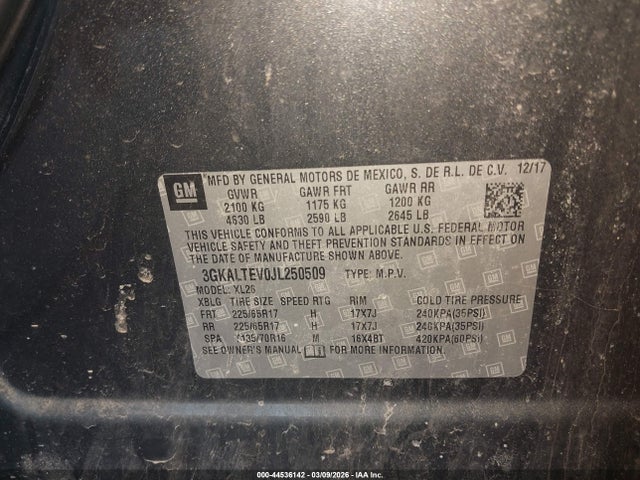 GM
MFD BY GENERAL MOTORS DE MEXICO, S. DE R.L. DE C.V. 12/17
GVWR GAWR FRT GAWR RR
2100 KG 1175 KG 1200 KG
4630 LB 2590 LB 2645 LB
THIS VEHICLE CONFORMS TO ALL APPLICABLE U.S. FEDERAL MOTOR
VEHICLE SAFETY AND THEFT PREVENTION STANDARDS IN EFFECT ON
THE DATE OF MANUFACTURE SHOWN ABOVE.
3GKALTEV0JL250509 TYPE: M.P.V.
MODEL: XL26
XBLG TIRE SIZE SPEED RTG RIM COLD TIRE PRESSURE
FRT 225/65R17 H 17X7J 240KPA(35PSI)
RR 225/65R17 H 17X7J 240KPA(35PSI)
SPA T135/70R16 M 16X4BT 420KPA(60PSI)
SEE OWNER'S MANUAL FOR MORE INFORMATION.
000-44536142 - 03/09/2026 - IAA Inc.